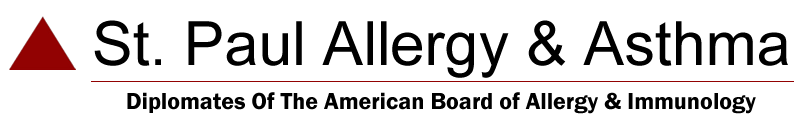 St. Paul Allergy & Asthma
Diplomates Of The American Board of Allergy & Immunology